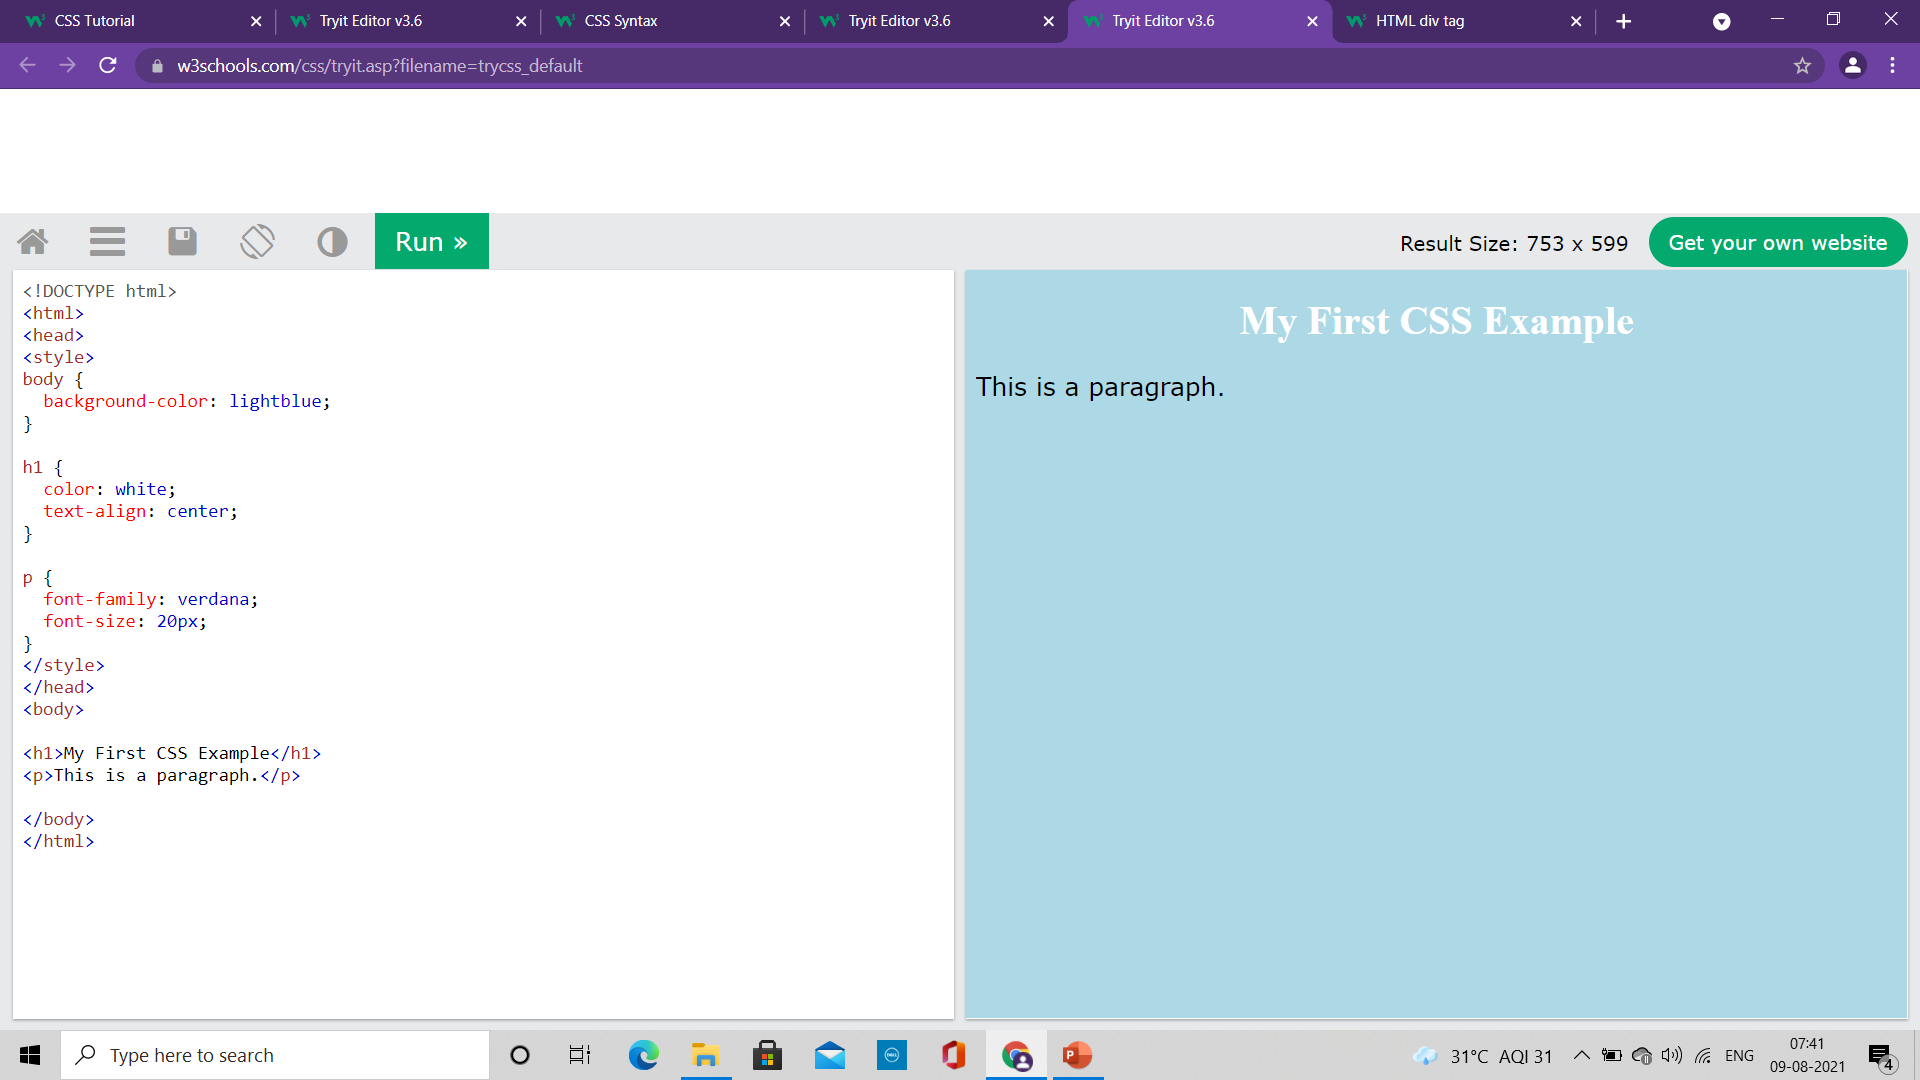 CSS Tutorial
Tryit Editor v3.6
CSS Syntax
Tryit Editor v3.6
Tryit Editor v3.6
HTML div tag
w3schools.com/css/tryit.asp?filename=trycss_default
Run »
Result Size: 753 x 599
Get your own website
<!DOCTYPE html>
<html>
<head>
<style>
body {
  background-color: lightblue;
}

h1 {
  color: white;
  text-align: center;
}

p {
  font-family: verdana;
  font-size: 20px;
}
</style>
</head>
<body>

<h1>My First CSS Example</h1>
<p>This is a paragraph.</p>

</body>
</html>
My First CSS Example
This is a paragraph.
Type here to search
31°C AQI 31
ENG
07:41
09-08-2021
4